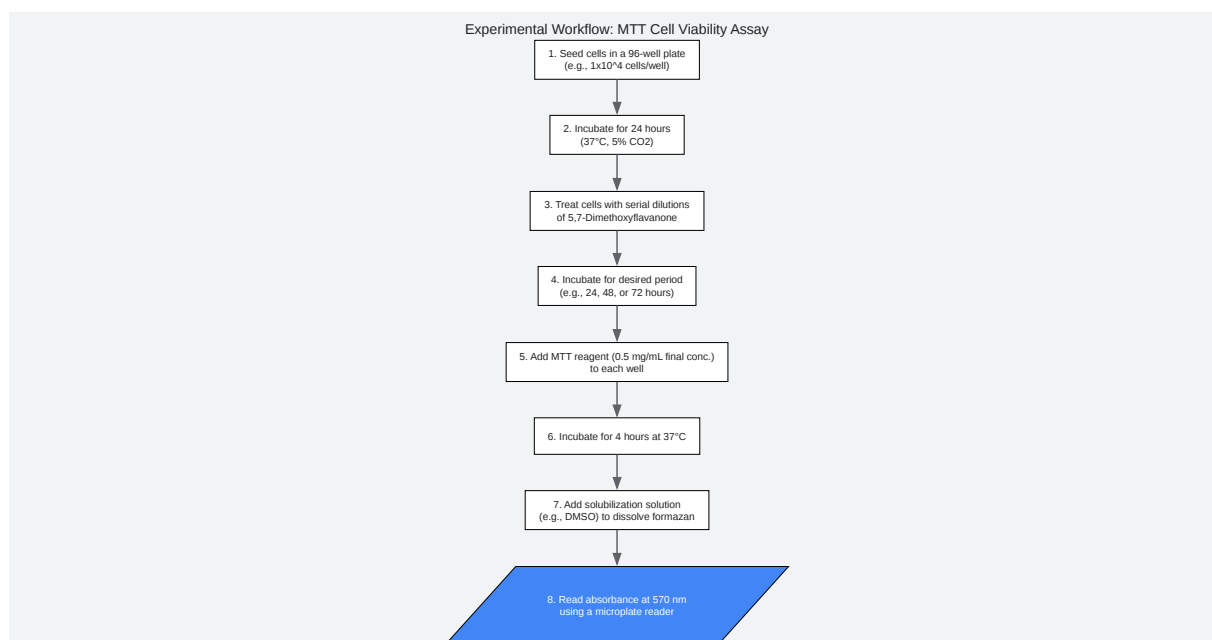 Experimental Workflow: MTT Cell Viability Assay
1. Seed cells in a 96-well plate
(e.g., 1x10^4 cells/well)
2. Incubate for 24 hours
(37°C, 5% CO2)
3. Treat cells with serial dilutions
of 5,7-Dimethoxyflavanone
4. Incubate for desired period
(e.g., 24, 48, or 72 hours)
5. Add MTT reagent (0.5 mg/mL final conc.)
to each well
6. Incubate for 4 hours at 37°C
7. Add solubilization solution
(e.g., DMSO) to dissolve formazan
8. Read absorbance at 570 nm
using a microplate reader